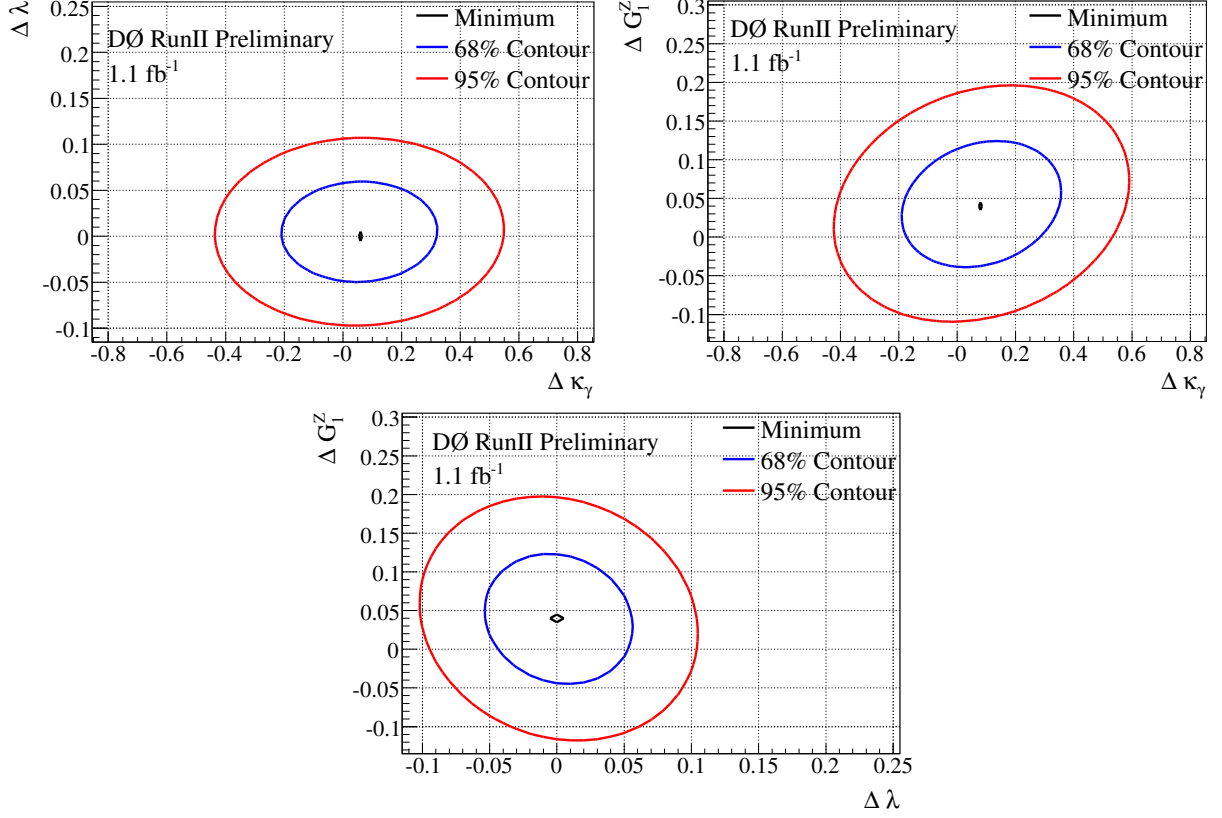 Δ λ
0.25
0.2
0.15
0.1
0.05
0
-0.05
-0.1
DØ RunII Preliminary
1.1 fb⁻¹
Minimum
68% Contour
95% Contour
-0.8 -0.6 -0.4 -0.2 -0 0.2 0.4 0.6 0.8
Δ κ_γ
Δ G₁ᶻ
0.3
0.25
0.2
0.15
0.1
0.05
0
-0.05
-0.1
DØ RunII Preliminary
1.1 fb⁻¹
Minimum
68% Contour
95% Contour
-0.8 -0.6 -0.4 -0.2 -0 0.2 0.4 0.6 0.8
Δ κ_γ
Δ G₁ᶻ
0.3
0.25
0.2
0.15
0.1
0.05
0
-0.05
-0.1
DØ RunII Preliminary
1.1 fb⁻¹
Minimum
68% Contour
95% Contour
-0.1 -0.05 0 0.05 0.1 0.15 0.2 0.25
Δ λ